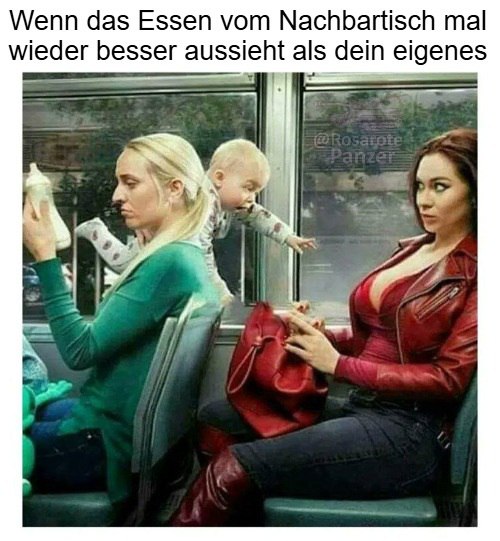 Wenn das Essen vom Nachbartisch mal
wieder besser aussieht als dein eigenes
@Rosarote
Panzer